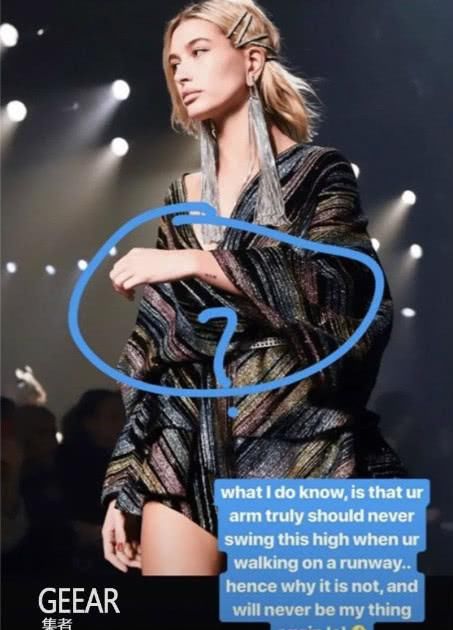 ?
what I do know, is that ur
arm truly should never
swing this high when ur
walking on a runway..
hence why it is not, and
will never be my thing
GEEAR
集者